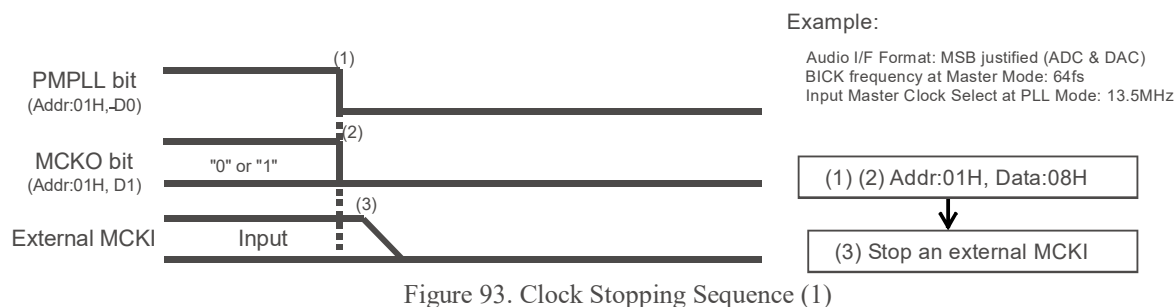 Example:
Audio I/F Format: MSB justified (ADC & DAC)
BICK frequency at Master Mode: 64fs
Input Master Clock Select at PLL Mode: 13.5MHz
(1)
PMPLL bit
(Addr:01H, D0)
(2)
MCKO bit
(Addr:01H, D1)
"0" or "1"
(3)
External MCKI
Input
(1) (2) Addr:01H, Data:08H
(3) Stop an external MCKI
Figure 93. Clock Stopping Sequence (1)